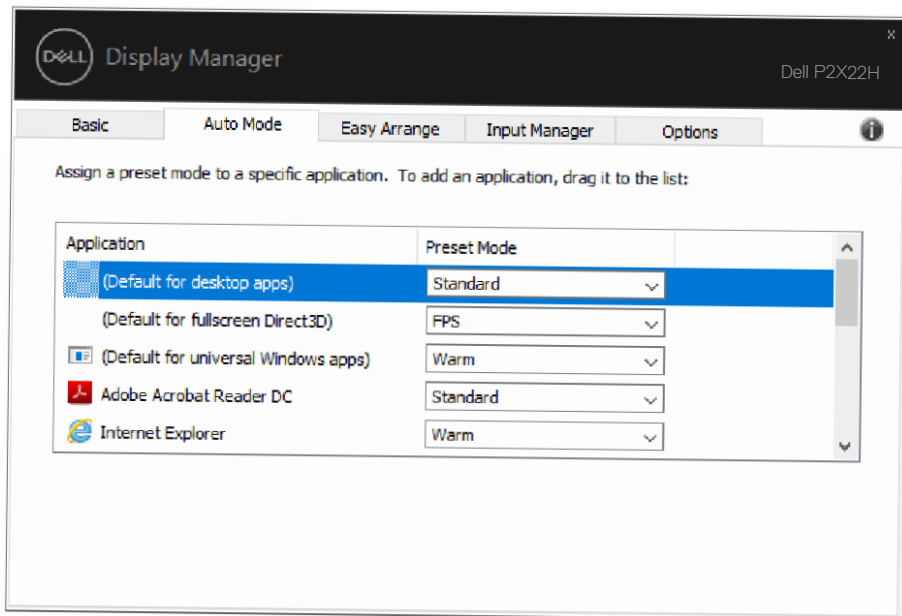 DELL Display Manager
x
Dell P2X22H
Basic Auto Mode Easy Arrange Input Manager Options
Assign a preset mode to a specific application. To add an application, drag it to the list:
Application Preset Mode
(Default for desktop apps) Standard
(Default for fullscreen Direct3D) FPS
(Default for universal Windows apps) Warm
Adobe Acrobat Reader DC Standard
Internet Explorer Warm